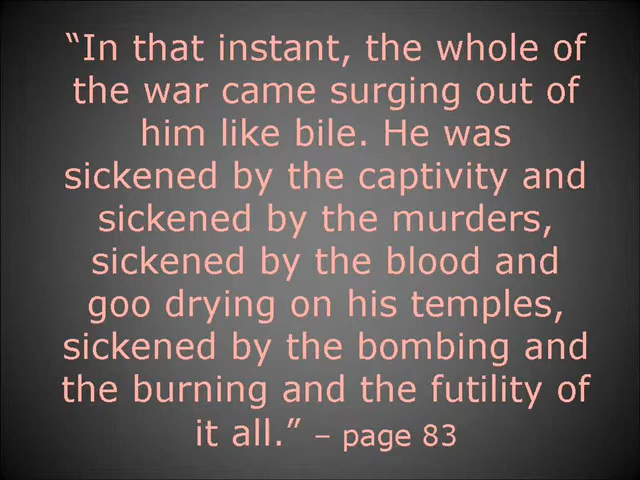 “In that instant, the whole of
the war came surging out of
him like bile. He was
sickened by the captivity and
sickened by the murders,
sickened by the blood and
goo drying on his temples,
sickened by the bombing and
the burning and the futility of
it all.” – page 83